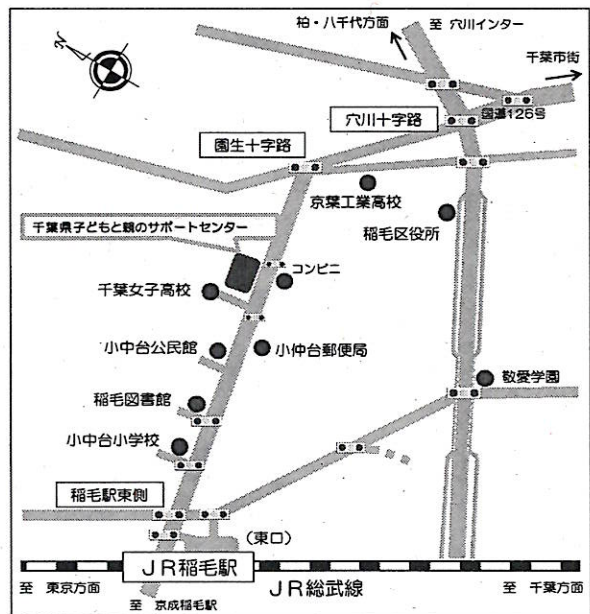 柏・八千代方面
至 穴川インター
千葉市街
穴川十字路
国道126号
園生十字路
京葉工業高校
稲毛区役所
千葉県子どもと親のサポートセンター
コンビニ
千葉女子高校
小中台公民館
小仲台郵便局
敬愛学園
稲毛図書館
小中台小学校
稲毛駅東側
(東口)
JR稲毛駅
JR総武線
至 東京方面
至 千葉方面
至 京成稲毛駅